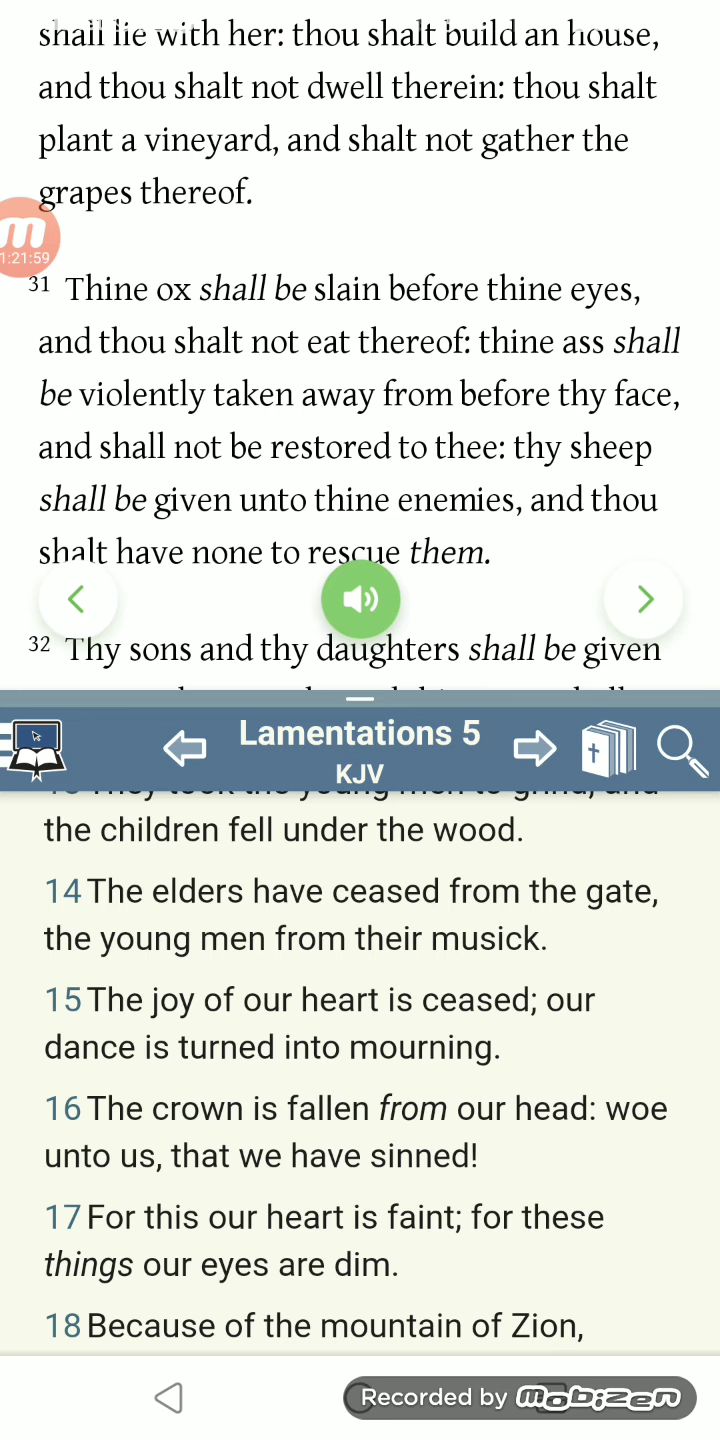 shall lie with her: thou shalt build an house,
and thou shalt not dwell therein: thou shalt
plant a vineyard, and shalt not gather the
grapes thereof.
1:21:59
31 Thine ox shall be slain before thine eyes,
and thou shalt not eat thereof: thine ass shall
be violently taken away from before thy face,
and shall not be restored to thee: thy sheep
shall be given unto thine enemies, and thou
shalt have none to rescue them.
32 Thy sons and thy daughters shall be given
Lamentations 5
KJV
They took the young men to grind, and
the children fell under the wood.
14 The elders have ceased from the gate,
the young men from their musick.
15 The joy of our heart is ceased; our
dance is turned into mourning.
16 The crown is fallen from our head: woe
unto us, that we have sinned!
17 For this our heart is faint; for these
things our eyes are dim.
18 Because of the mountain of Zion,
Recorded by mobizen